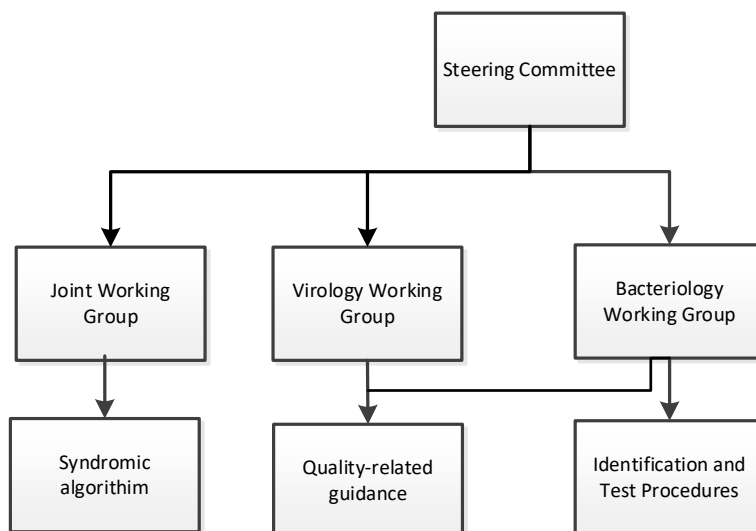 Steering Committee
Joint Working
Group
Virology Working
Group
Bacteriology
Working Group
Syndromic
algorithim
Quality-related
guidance
Identification and
Test Procedures